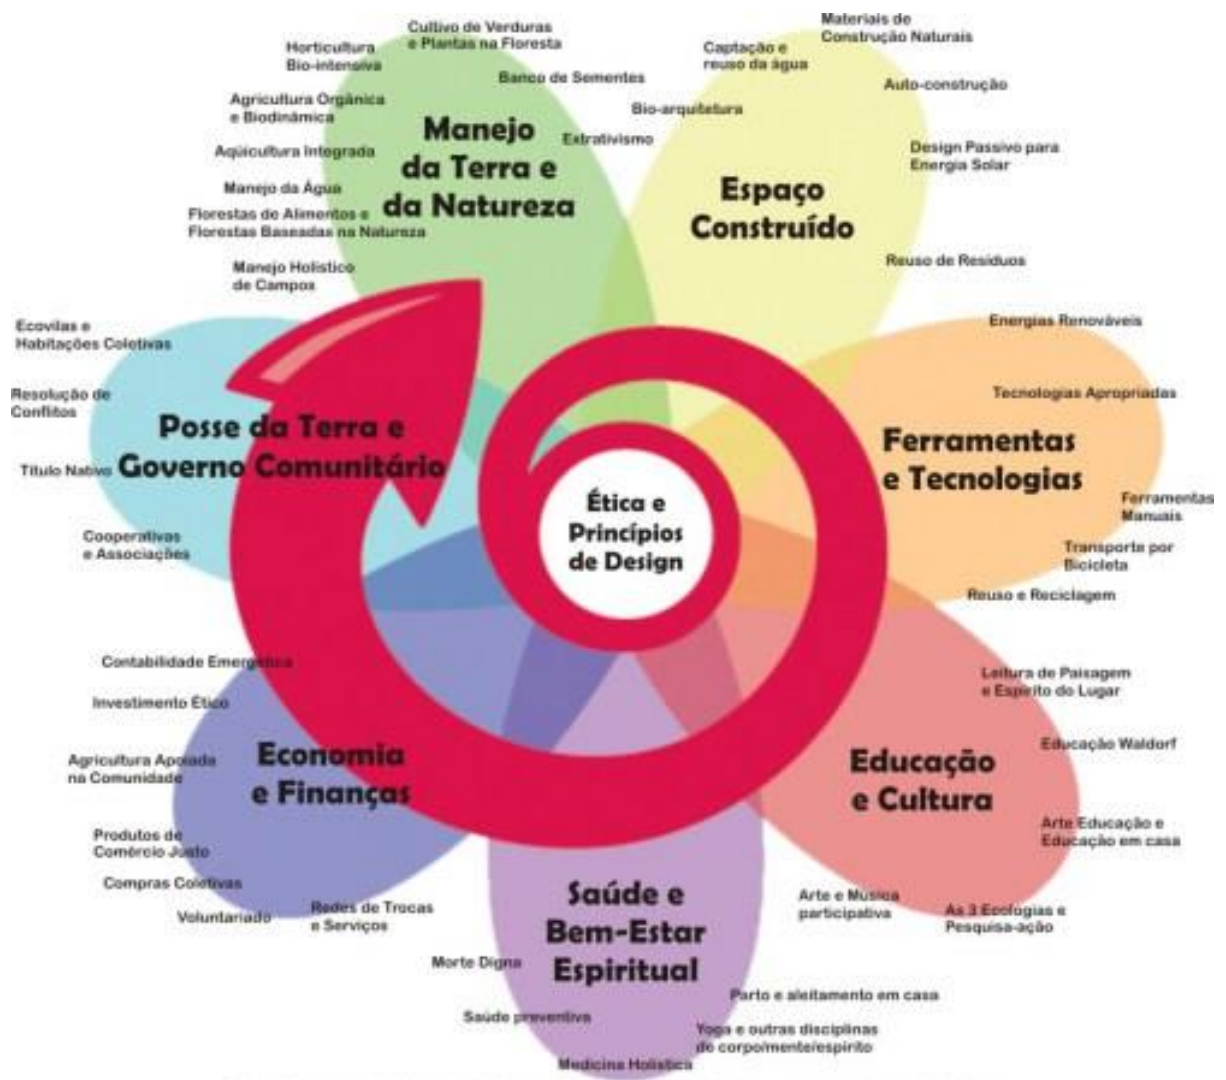 Cultivo de Verduras
e Plantas na Floresta
Horticultura
Bio-intensiva
Banco de Sementes
Agricultura Orgânica
e Biodinâmica
Extrativismo
Aqüicultura Integrada
Manejo da Água
Florestas de Alimentos e
Florestas Baseadas na Natureza
Manejo Holístico
de Campos
Manejo
da Terra e
da Natureza
Materiais de
Construção Naturais
Captação e
reuso da água
Auto-construção
Bio-arquitetura
Design Passivo para
Energia Solar
Reuso de Resíduos
Espaço
Construído
Energias Renováveis
Tecnologias Apropriadas
Ferramentas
e Tecnologias
Ferramentas
Manuais
Transporte por
Bicicleta
Reuso e Reciclagem
Leitura de Paisagem
e Espírito do Lugar
Educação Waldorf
Educação
e Cultura
Arte Educação e
Educação em casa
Arte e Música
participativa
As 3 Ecologias e
Pesquisa-ação
Saúde e
Bem-Estar
Espiritual
Morte Digna
Parto e aleitamento em casa
Saúde preventiva
Yoga e outras disciplinas
do corpo/mente/espírito
Medicina Holística
Contabilidade Emergética
Investimento Ético
Agricultura Apoiada
na Comunidade
Economia
e Finanças
Produtos de
Comércio Justo
Compras Coletivas
Voluntariado
Redes de Trocas
e Serviços
Ecovilas e
Habitações Coletivas
Resolução de
Conflitos
Posse da Terra e
Governo Comunitário
Título Nativo
Cooperativas
e Associações
Ética e
Princípios
de Design